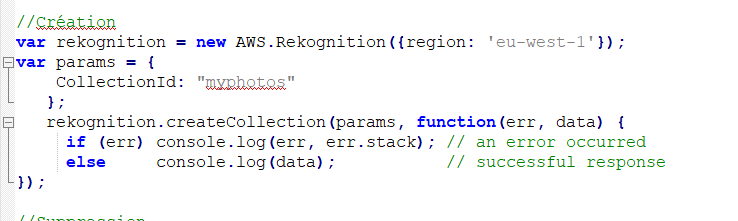 //Création
var rekognition = new AWS.Rekognition({region: 'eu-west-1'});
var params = {
    CollectionId: "myphotos"
   };
   rekognition.createCollection(params, function(err, data) {
     if (err) console.log(err, err.stack); // an error occurred
     else     console.log(data);           // successful response
});
//Suppression